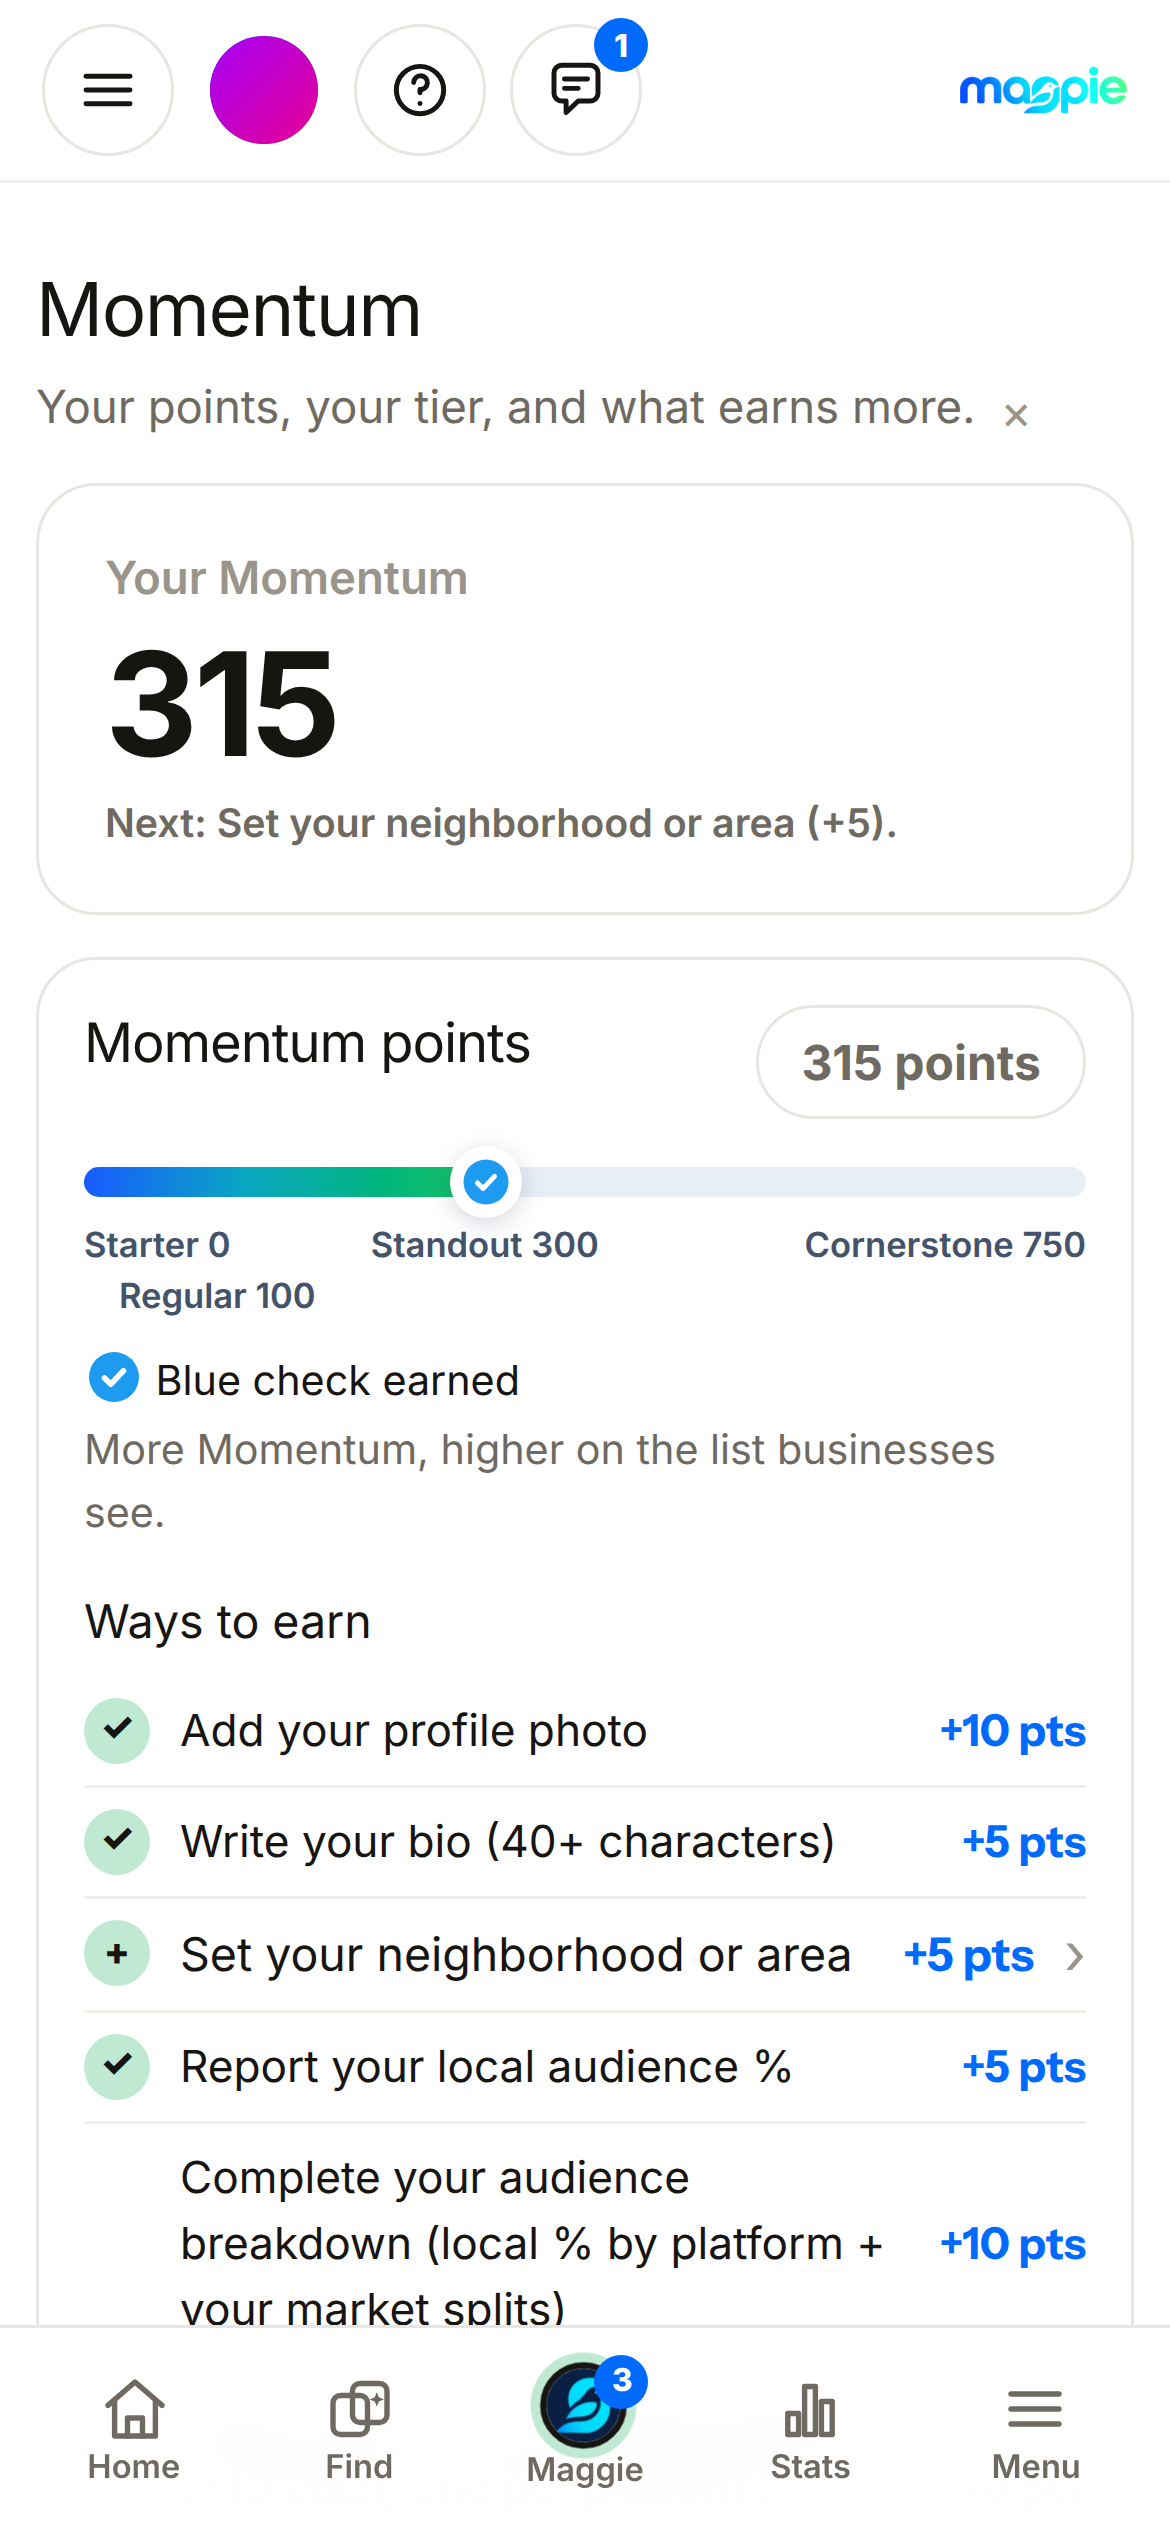 1
magpie
Momentum
Your points, your tier, and what earns more. ×
Your Momentum
315
Next: Set your neighborhood or area (+5).
Momentum points
315 points
Starter 0
Standout 300
Cornerstone 750
Regular 100
Blue check earned
More Momentum, higher on the list businesses
see.
Ways to earn
Add your profile photo +10 pts
Write your bio (40+ characters) +5 pts
+ Set your neighborhood or area +5 pts >
Report your local audience % +5 pts
Complete your audience
breakdown (local % by platform + +10 pts
your market splits)
3
Home
Find
Maggie
Stats
Menu